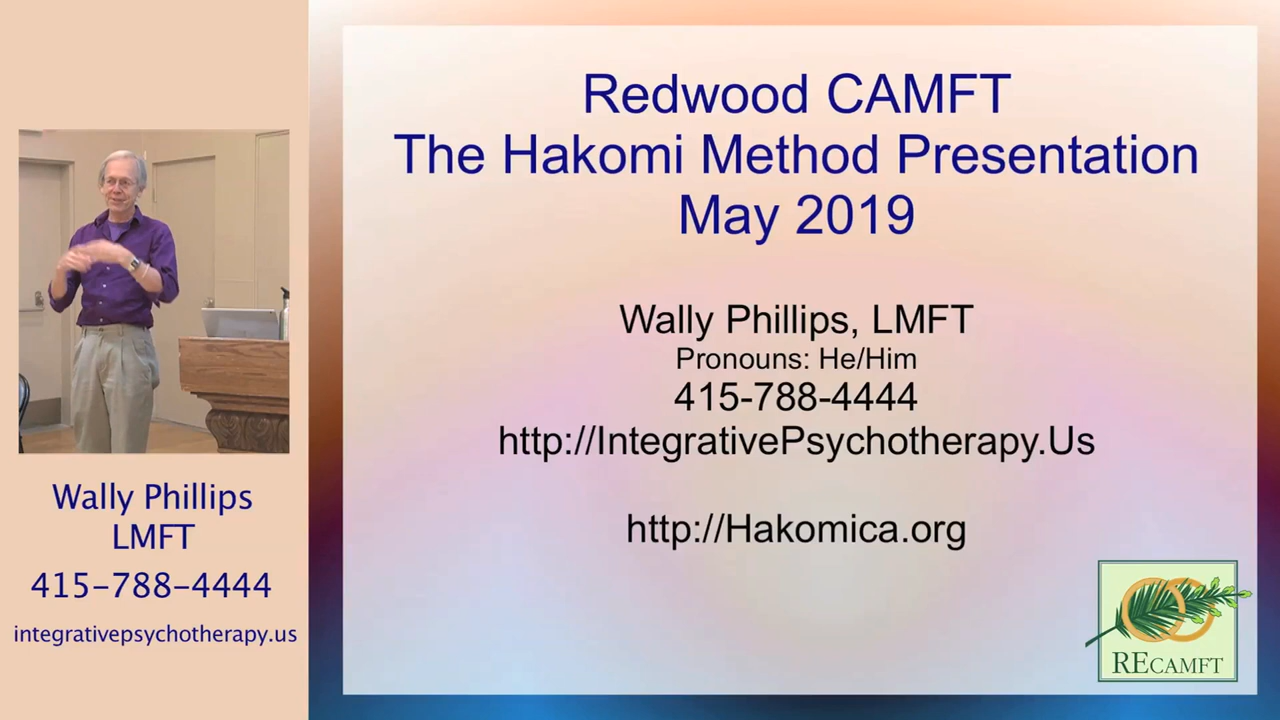 Wally Phillips
LMFT
415-788-4444
integrativepsychotherapy.us
Redwood CAMFT
The Hakomi Method Presentation
May 2019
Wally Phillips, LMFT
Pronouns: He/Him
415-788-4444
http://IntegrativePsychotherapy.Us
http://Hakomica.org
RECAMFT